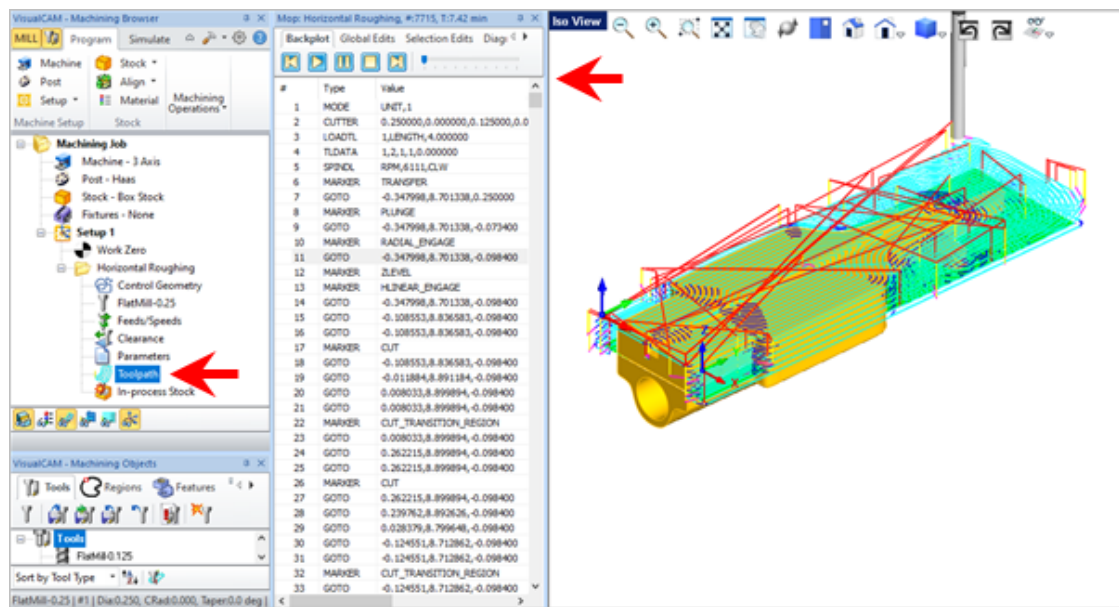 VisualCAM - Machining Browser
MILL Program Simulate
Machine Stock
Post Align
Setup Material Machining Operations
Machine Setup Stock
Machining Job
Machine - 3 Axis
Post - Haas
Stock - Box Stock
Fixtures - None
Setup 1
Work Zero
Horizontal Roughing
Control Geometry
FlatMill-0.25
Feeds/Speeds
Clearance
Parameters
Toolpath
In-process Stock
VisualCAM - Machining Objects
Tools Regions Features
Tools
FlatMill-0.125
Sort by Tool Type
FlatMill-0.25 | #1 | Dia:0.250, CRad:0.000, Taper:0.0 deg |
Mop: Horizontal Roughing, #:7715, T:7.42 min
Backplot Global Edits Selection Edits Diag
# Type Value
1 MODE UNIT,1
2 CUTTER 0.250000,0.000000,0.125000,0.0
3 LOADTL 1,LENGTH,4.000000
4 TLDATA 1,2,1,1,0.000000
5 SPINDL RPM,6111,CLW
6 MARKER TRANSFER
7 GOTO -0.347998,8.701338,0.250000
8 MARKER PLUNGE
9 GOTO -0.347998,8.701338,-0.073400
10 MARKER RADIAL_ENGAGE
11 GOTO -0.347998,8.701338,-0.098400
12 MARKER ZLEVEL
13 MARKER HLINEAR_ENGAGE
14 GOTO -0.347998,8.701338,-0.098400
15 GOTO -0.108553,8.836583,-0.098400
16 GOTO -0.108553,8.836583,-0.098400
17 MARKER CUT
18 GOTO -0.108553,8.836583,-0.098400
19 GOTO -0.011884,8.891184,-0.098400
20 GOTO 0.008033,8.899894,-0.098400
21 GOTO 0.008033,8.899894,-0.098400
22 MARKER CUT_TRANSITION_REGION
23 GOTO 0.008033,8.899894,-0.098400
24 GOTO 0.262215,8.899894,-0.098400
25 GOTO 0.262215,8.899894,-0.098400
26 MARKER CUT
27 GOTO 0.262215,8.899894,-0.098400
28 GOTO 0.239762,8.892626,-0.098400
29 GOTO 0.028379,8.799648,-0.098400
30 GOTO -0.124551,8.712862,-0.098400
31 GOTO -0.124551,8.712862,-0.098400
32 MARKER CUT_TRANSITION_REGION
33 GOTO -0.124551,8.712862,-0.098400
Iso View
Z
X